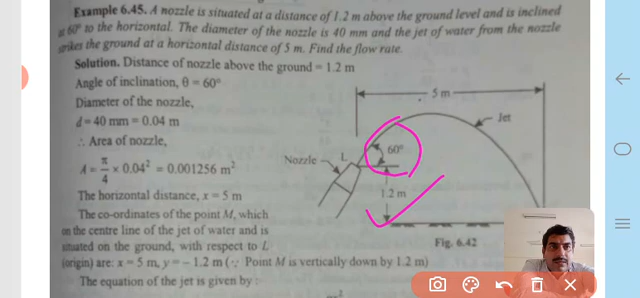 Example 6.45. A nozzle is situated at a distance of 1.2 m above the ground level and is inclined
at 60° to the horizontal. The diameter of the nozzle is 40 mm and the jet of water from the nozzle
strikes the ground at a horizontal distance of 5 m. Find the flow rate.
Solution. Distance of nozzle above the ground = 1.2 m
Angle of inclination, θ = 60°
Diameter of the nozzle,
d = 40 mm = 0.04 m
∴ Area of nozzle,
A = π/4 × 0.04² = 0.001256 m²
The horizontal distance, x = 5 m
The co-ordinates of the point M, which
on the centre line of the jet of water and is
situated on the ground, with respect to L
(origin) are: x = 5 m, y = – 1.2 m (∵ Point M is vertically down by 1.2 m)
The equation of the jet is given by :
5 m
Jet
60°
Nozzle
L
1.2 m
Fig. 6.42